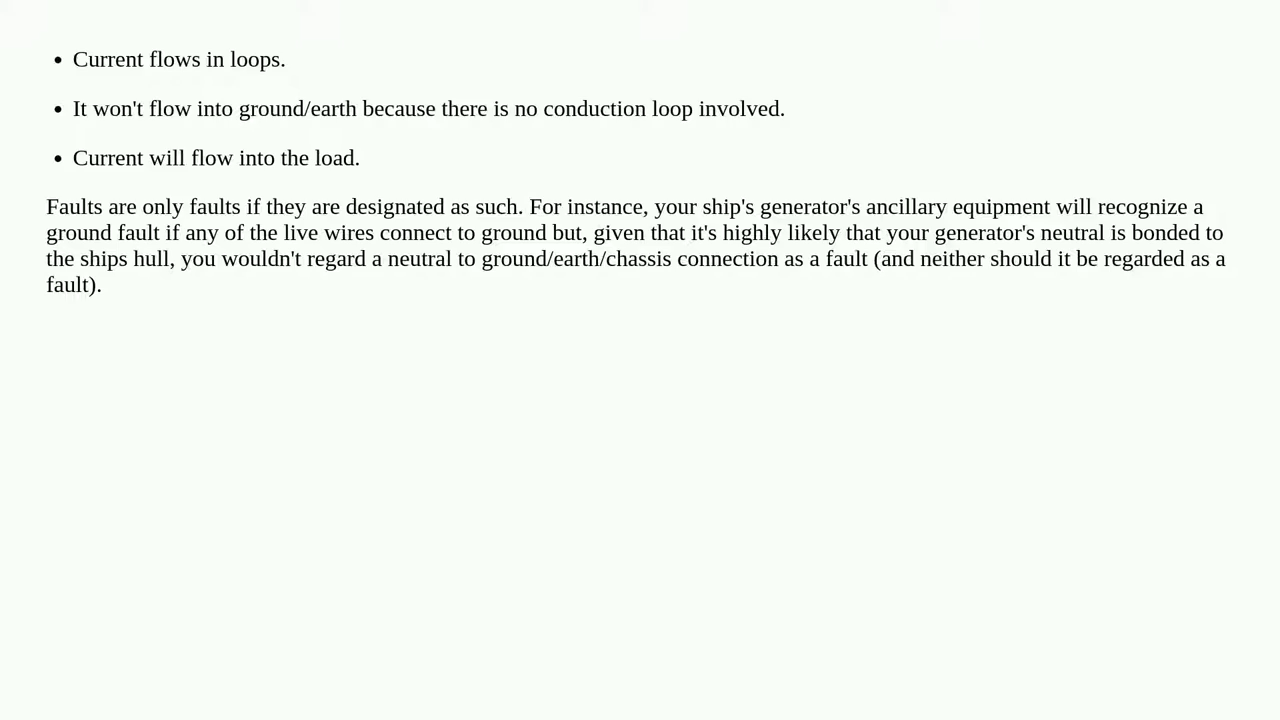 • Current flows in loops.
• It won't flow into ground/earth because there is no conduction loop involved.
• Current will flow into the load.
Faults are only faults if they are designated as such. For instance, your ship's generator's ancillary equipment will recognize a
ground fault if any of the live wires connect to ground but, given that it's highly likely that your generator's neutral is bonded to
the ships hull, you wouldn't regard a neutral to ground/earth/chassis connection as a fault (and neither should it be regarded as a
fault).